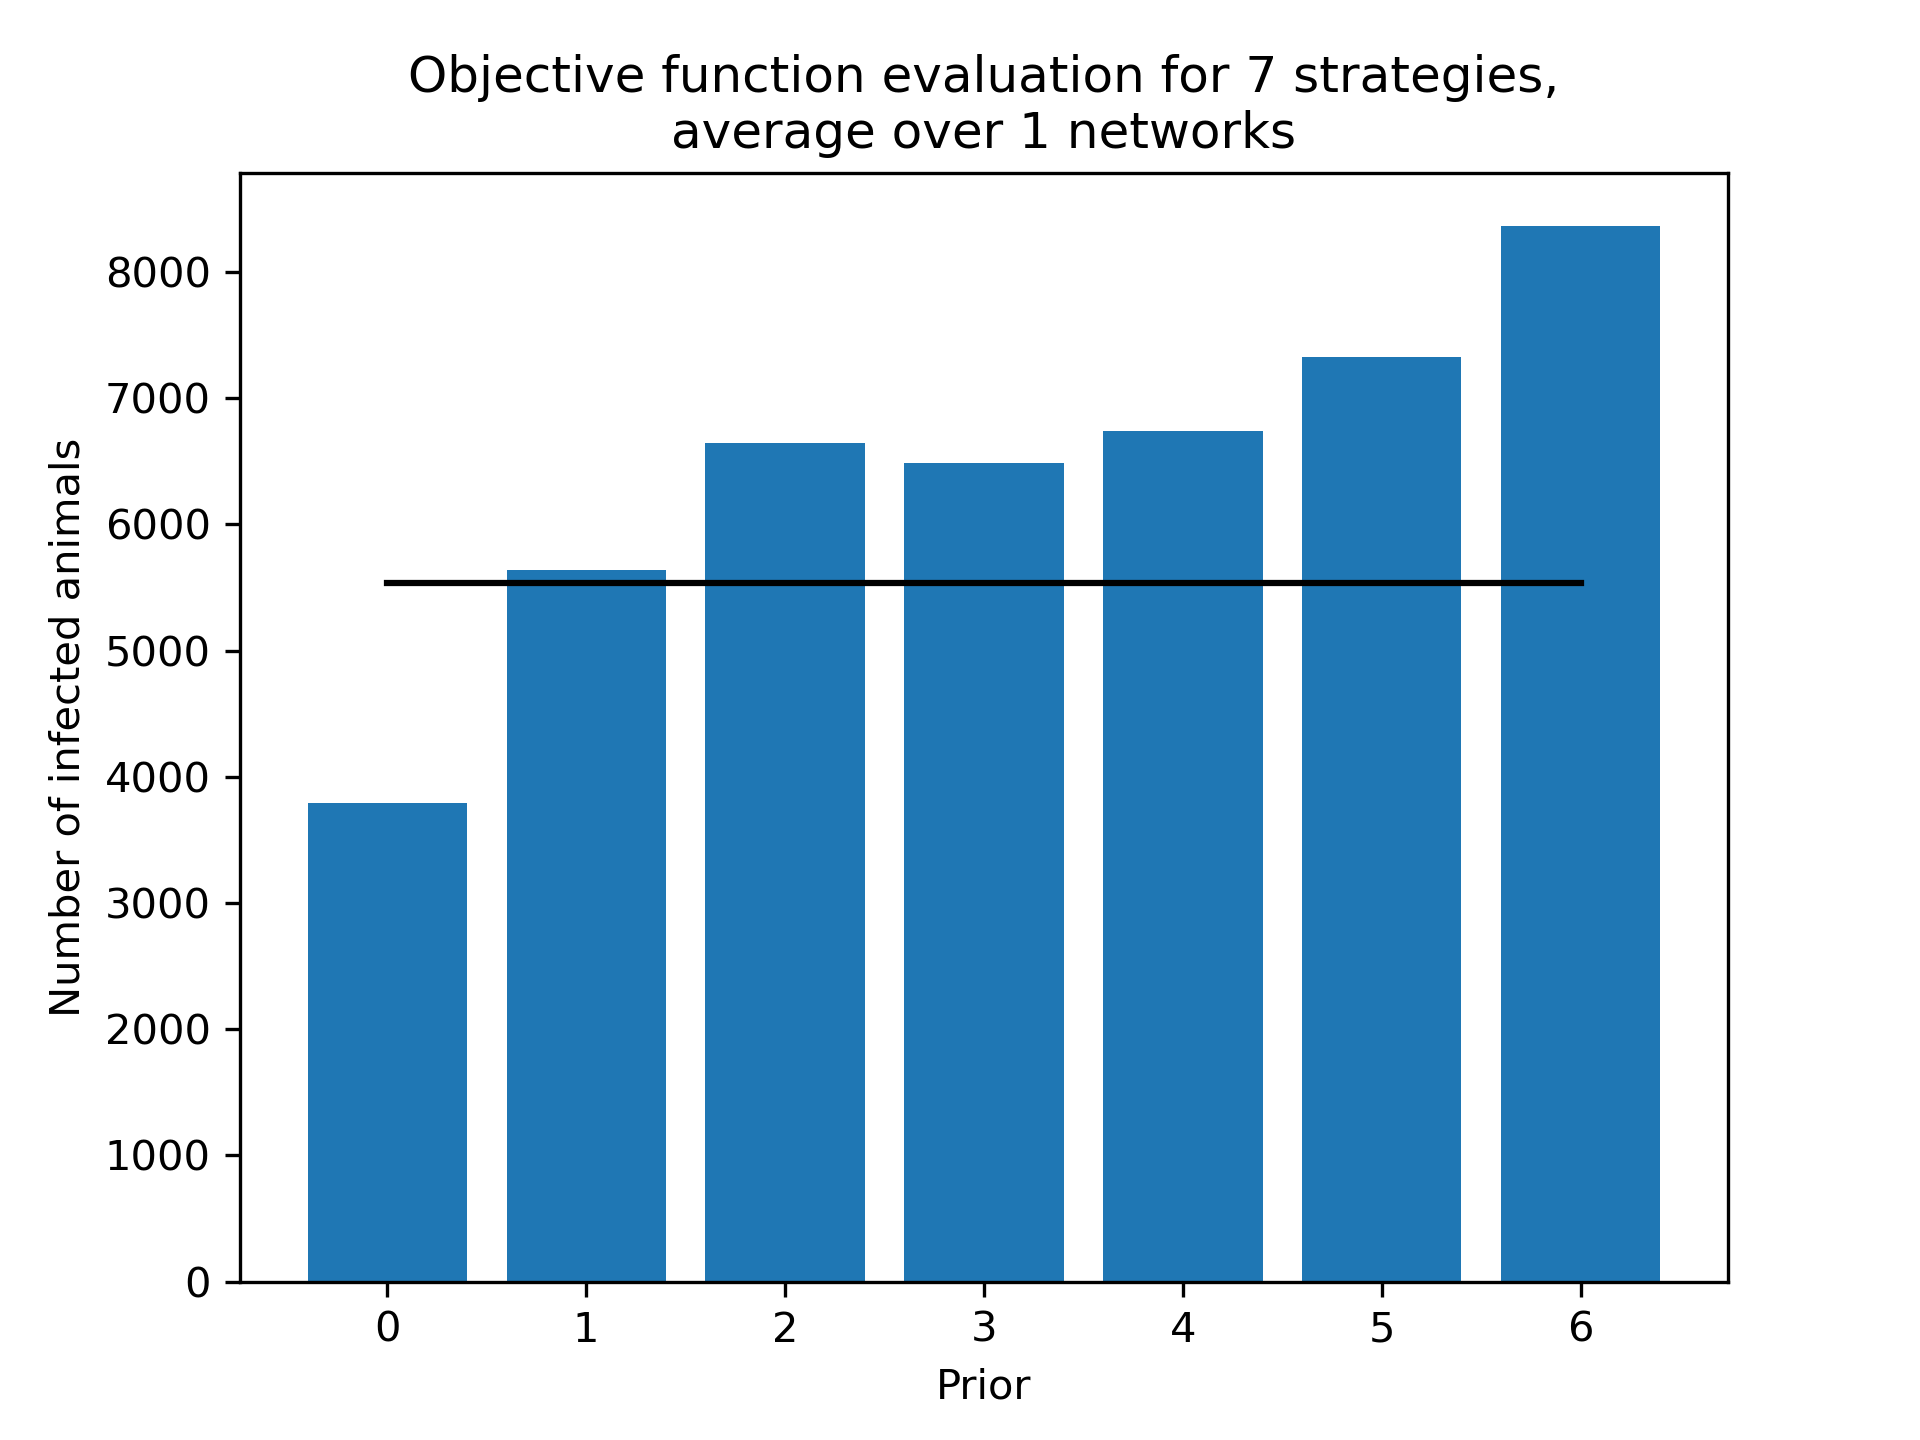 Objective function evaluation for 7 strategies,
average over 1 networks
Number of infected animals
8000
7000
6000
5000
4000
3000
2000
1000
0
0 1 2 3 4 5 6
Prior